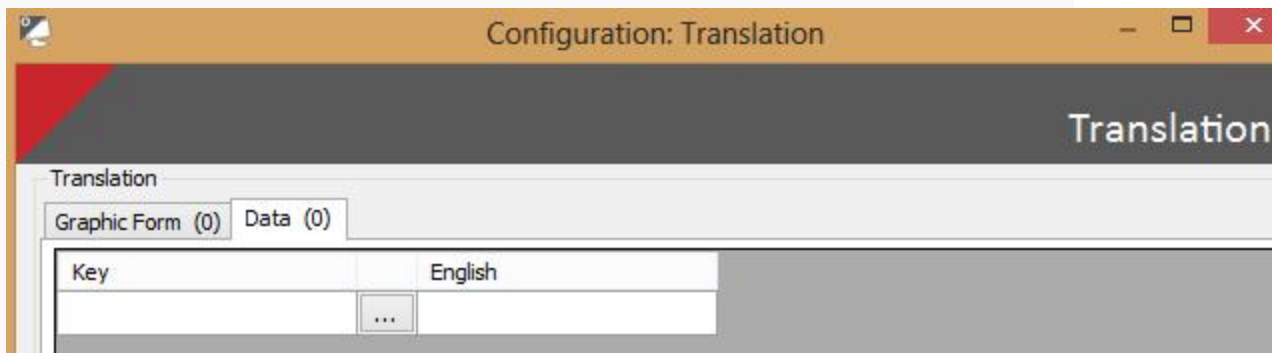 Configuration: Translation
Translation
Translation
Graphic Form (0) Data (0)
Key English
...